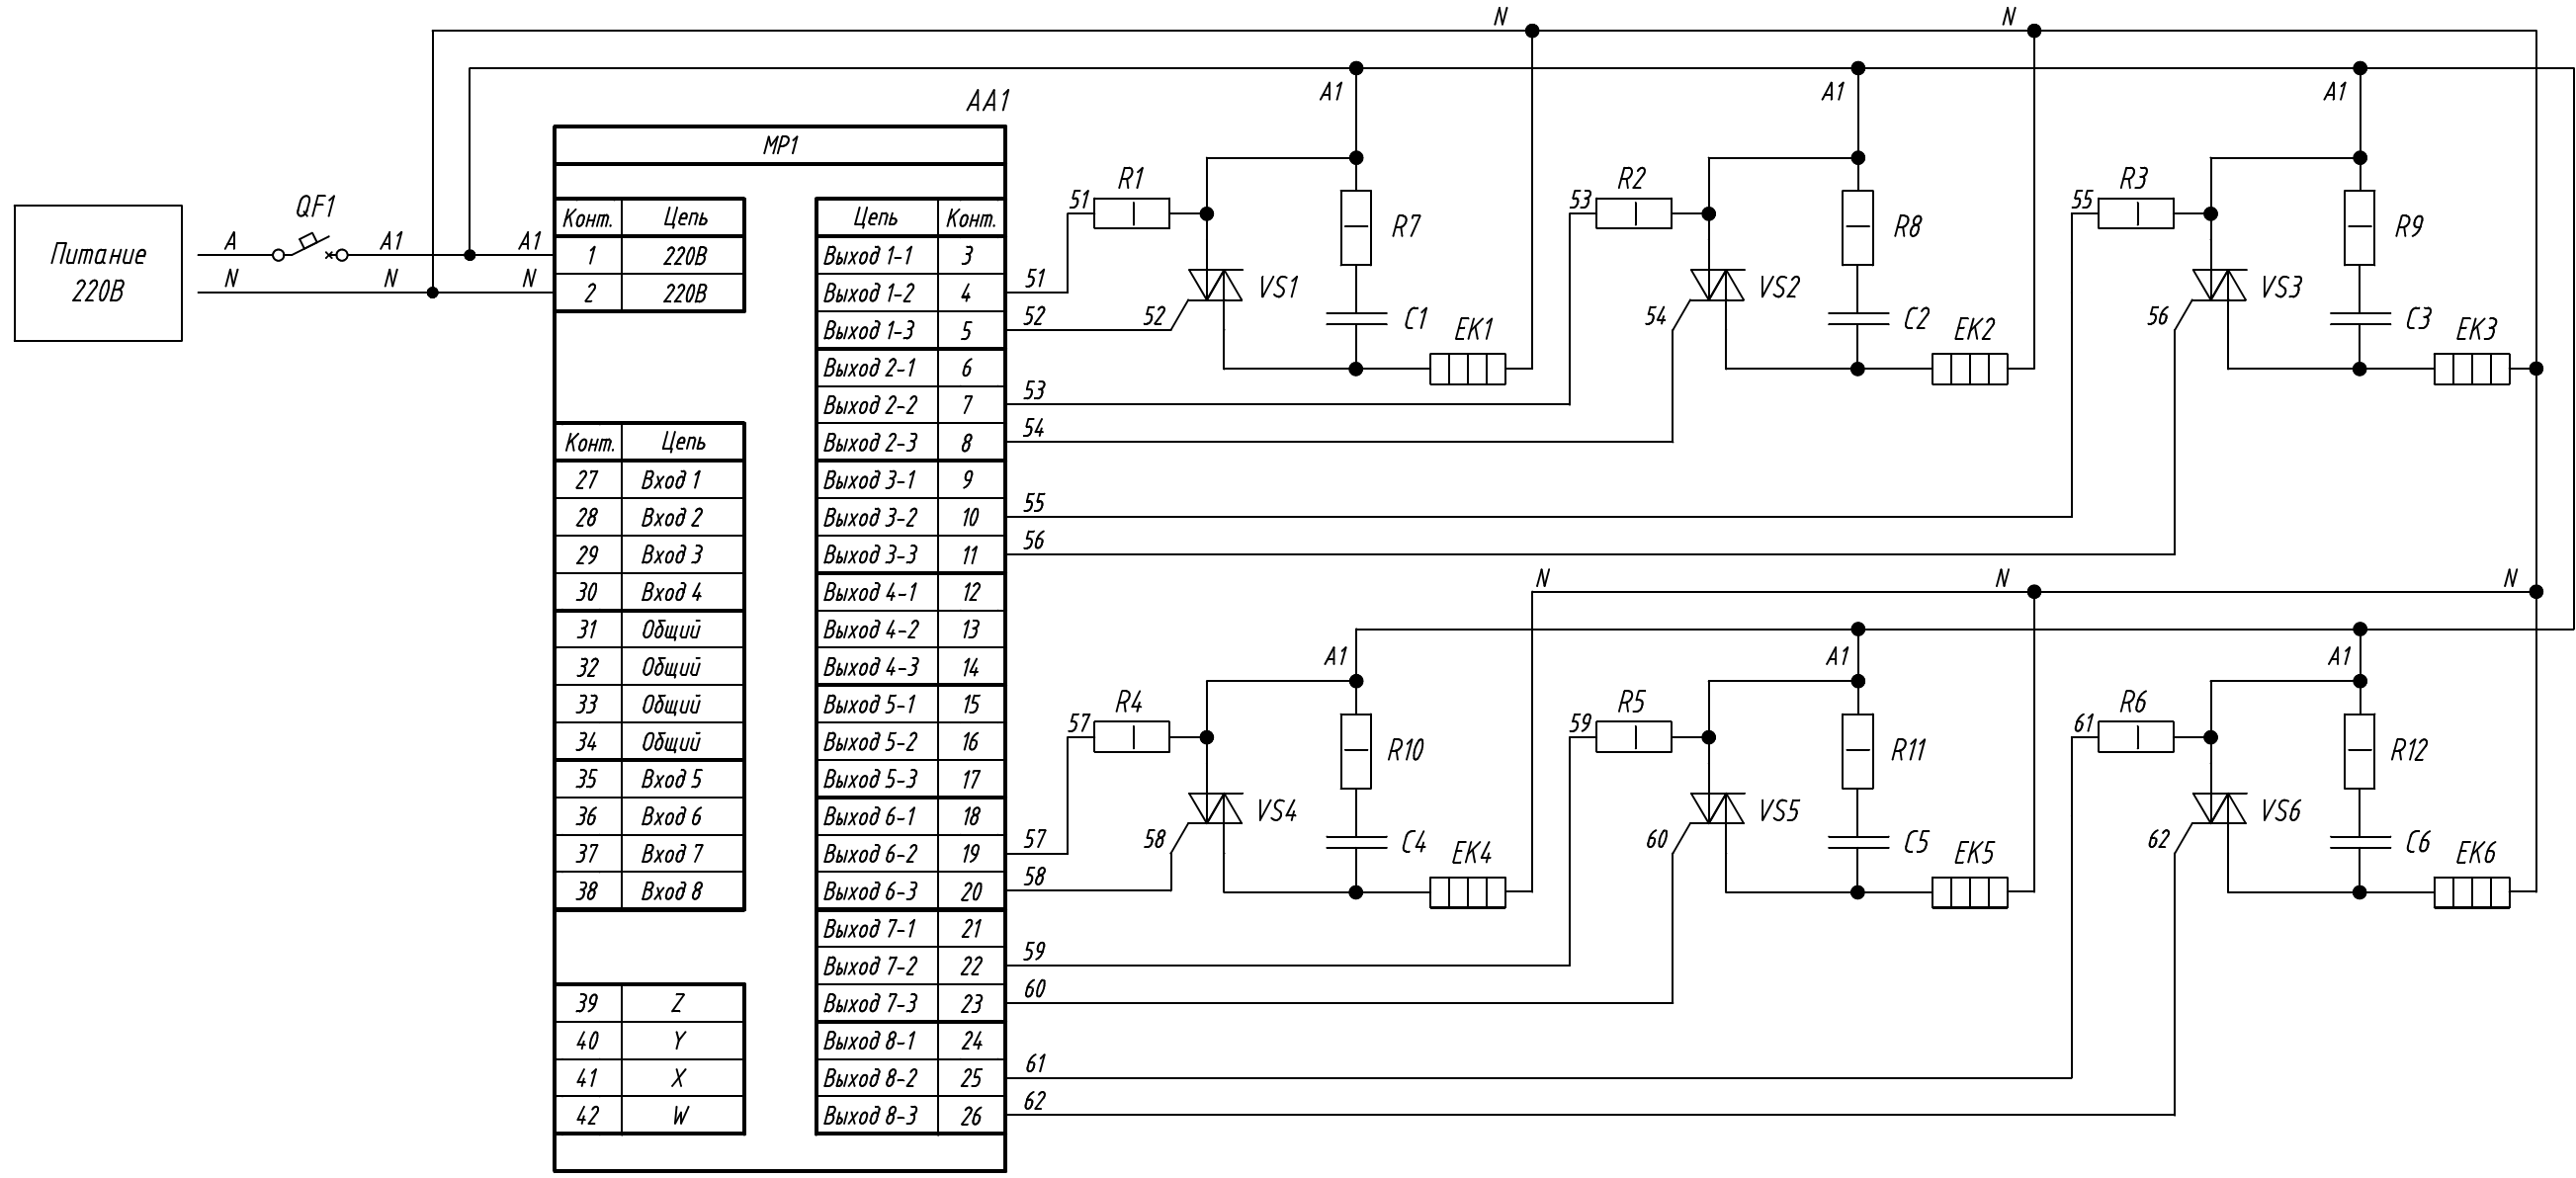 N N
A1 A1 A1
AA1
МР1
Питание
220В
QF1
A A1 A1
N N N
Конт. Цепь
1 220В
2 220В
Конт. Цепь
27 Вход 1
28 Вход 2
29 Вход 3
30 Вход 4
31 Общий
32 Общий
33 Общий
34 Общий
35 Вход 5
36 Вход 6
37 Вход 7
38 Вход 8
39 Z
40 Y
41 X
42 W
Цепь Конт.
Выход 1-1 3
Выход 1-2 4
Выход 1-3 5
Выход 2-1 6
Выход 2-2 7
Выход 2-3 8
Выход 3-1 9
Выход 3-2 10
Выход 3-3 11
Выход 4-1 12
Выход 4-2 13
Выход 4-3 14
Выход 5-1 15
Выход 5-2 16
Выход 5-3 17
Выход 6-1 18
Выход 6-2 19
Выход 6-3 20
Выход 7-1 21
Выход 7-2 22
Выход 7-3 23
Выход 8-1 24
Выход 8-2 25
Выход 8-3 26
51 R1 53 R2 55 R3
R7 R8 R9
51 VS1 VS2 VS3
52 52 C1 54 C2 56 C3
EK1 EK2 EK3
53
54
55
56
N N N
A1 A1 A1
57 R4 59 R5 61 R6
R10 R11 R12
VS4 VS5 VS6
57 58 C4 60 C5 62 C6
EK4 EK5 EK6
58
59
60
61
62